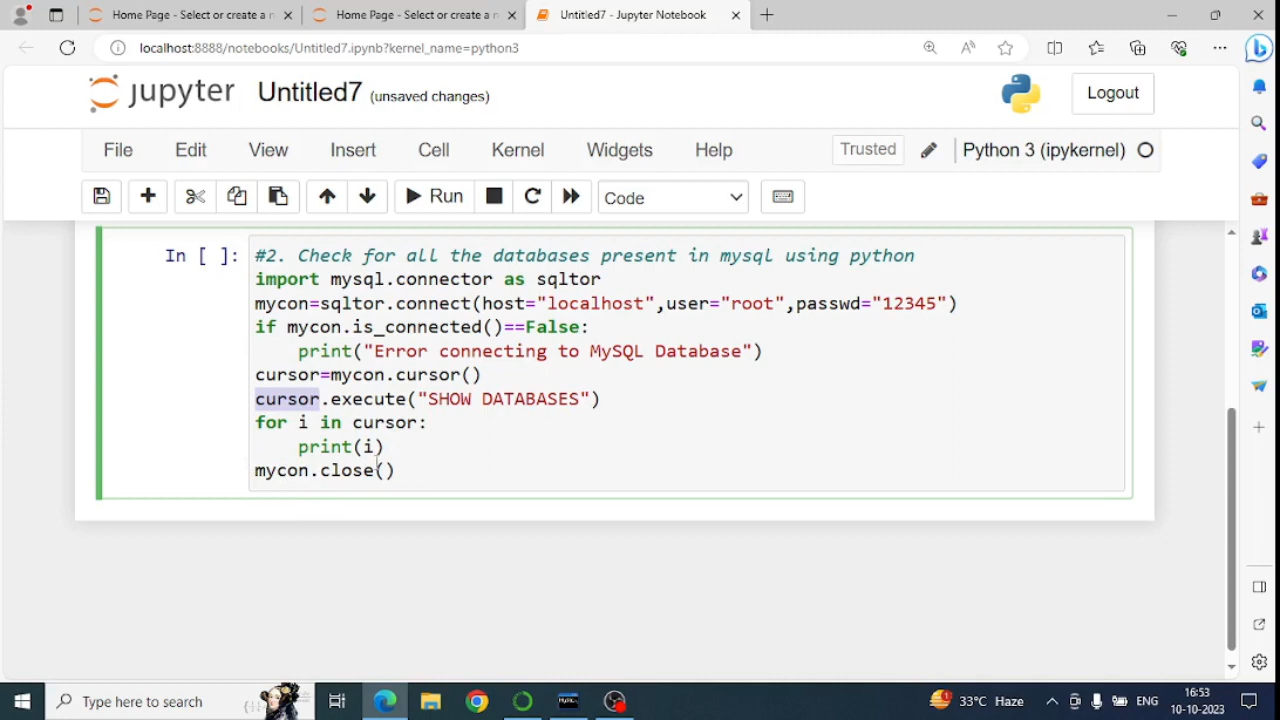 Home Page - Select or create a n
Home Page - Select or create a n
Untitled7 - Jupyter Notebook
localhost:8888/notebooks/Untitled7.ipynb?kernel_name=python3
jupyter Untitled7 (unsaved changes)
Logout
File Edit View Insert Cell Kernel Widgets Help Trusted Python 3 (ipykernel)
Run Code
In [ ]: #2. Check for all the databases present in mysql using python
import mysql.connector as sqltor
mycon=sqltor.connect(host="localhost",user="root",passwd="12345")
if mycon.is_connected()==False:
    print("Error connecting to MySQL Database")
cursor=mycon.cursor()
cursor.execute("SHOW DATABASES")
for i in cursor:
    print(i)
mycon.close()
Type here to search
1
33°C Haze
ENG
16:53
10-10-2023